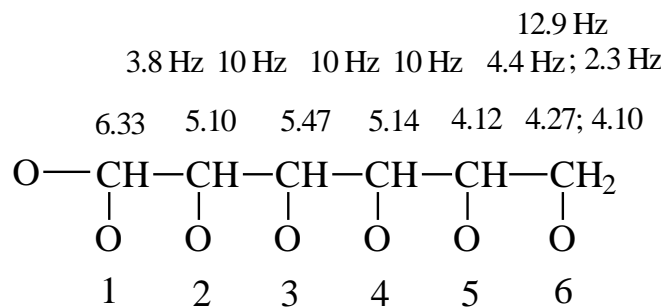 12.9 Hz
3.8 Hz 10 Hz 10 Hz 10 Hz 4.4 Hz; 2.3 Hz
6.33 5.10 5.47 5.14 4.12 4.27; 4.10
O—CH—CH—CH—CH—CH—CH₂
O O O O O O
1 2 3 4 5 6